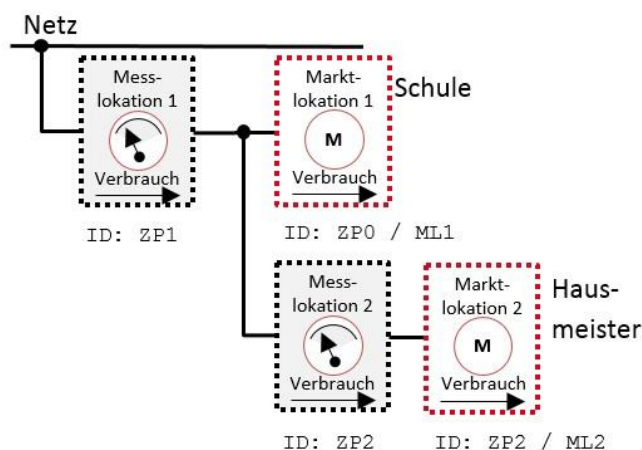 Netz
Mess-
lokation 1
Verbrauch
ID: ZP1
Markt-
lokation 1
M
Verbrauch
Schule
ID: ZP0 / ML1
Mess-
lokation 2
Verbrauch
ID: ZP2
Markt-
lokation 2
M
Verbrauch
Haus-
meister
ID: ZP2 / ML2